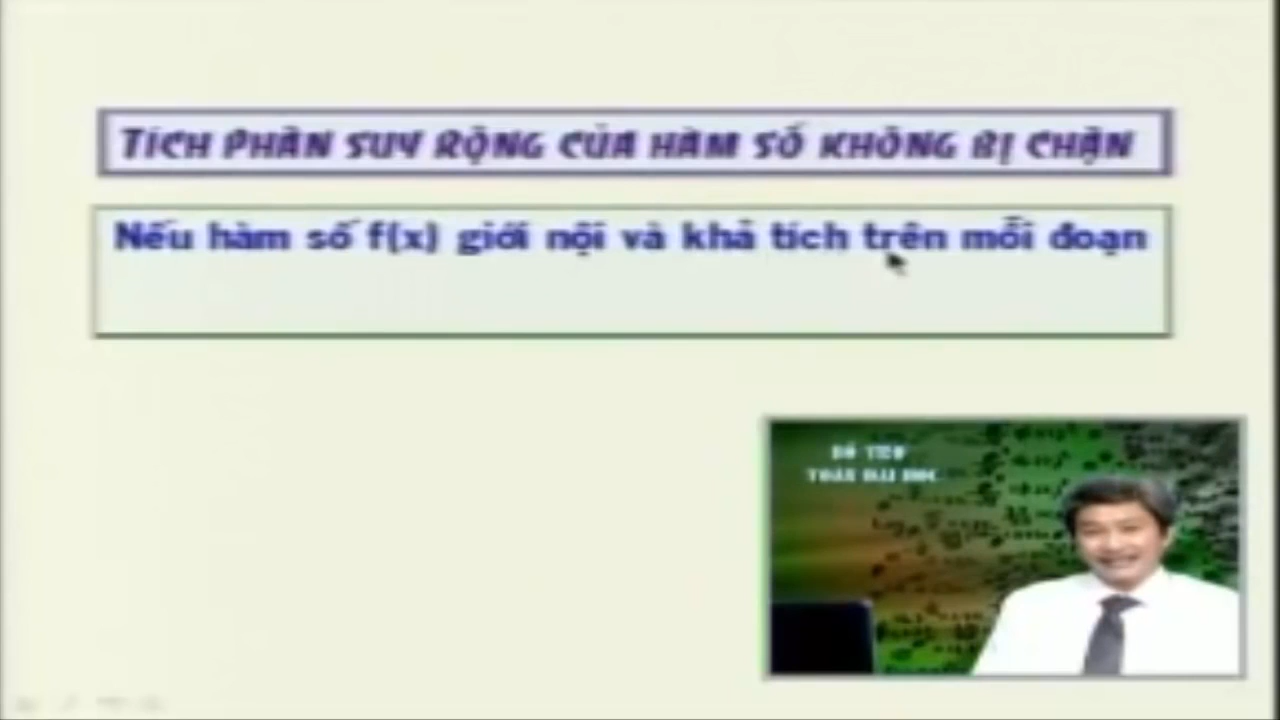 TÍCH PHÂN SUY RỘNG CỦA HÀM SỐ KHÔNG BỊ CHẶN
Nếu hàm số f(x) giới nội và khả tích trên mỗi đoạn